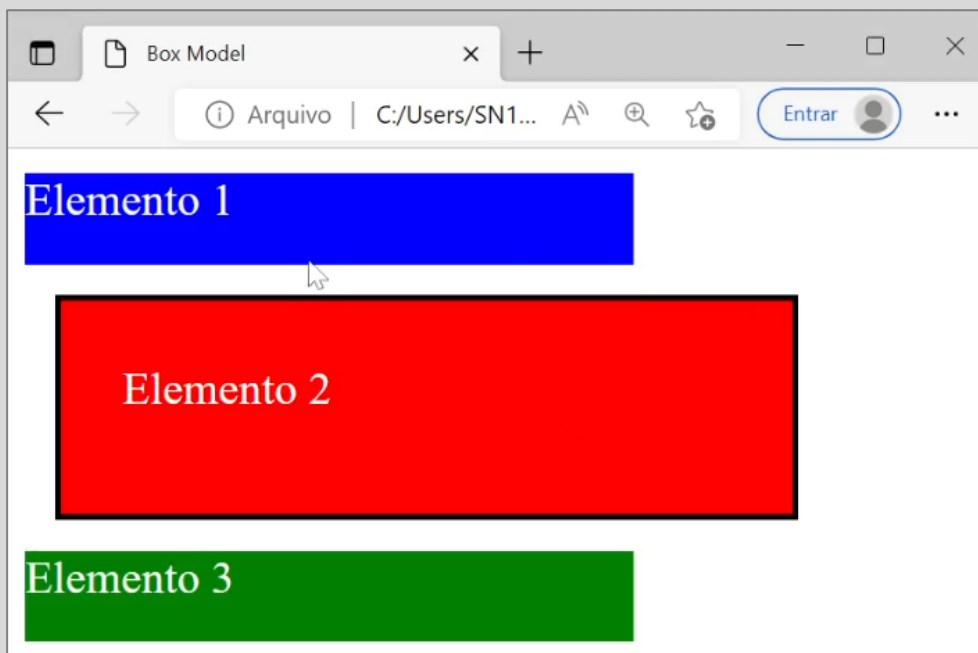 Box Model
Arquivo | C:/Users/SN1... A Entrar
Elemento 1
Elemento 2
Elemento 3